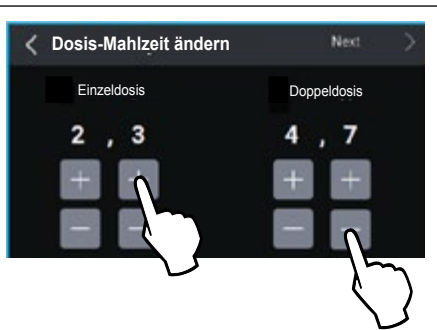 Dosis-Mahlzeit ändern Next
Einzeldosis Doppeldosis
2 , 3 4 , 7
+ + + +
− − − −